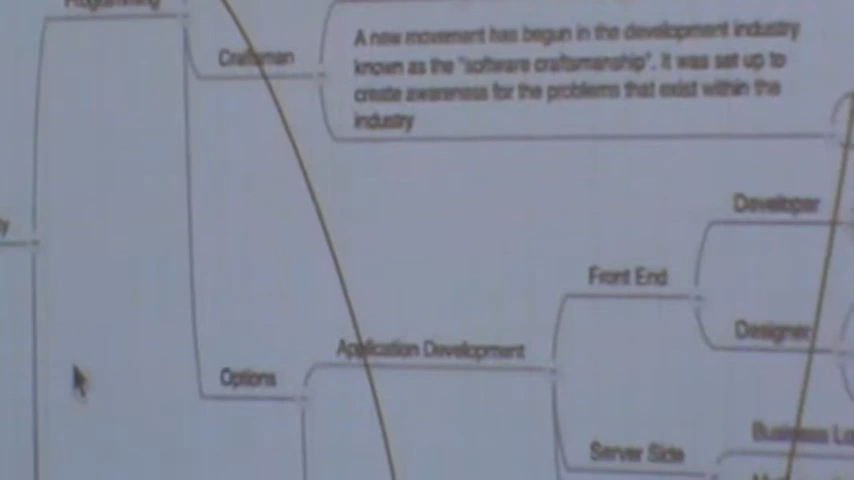 Programming
Craftsman
A new movement has begun in the development industry
known as the "software craftsmanship". It was set up to
create awareness for the problems that exist within the
industry
Developer
Front End
Designer
Application Development
Options
Business
Server Side